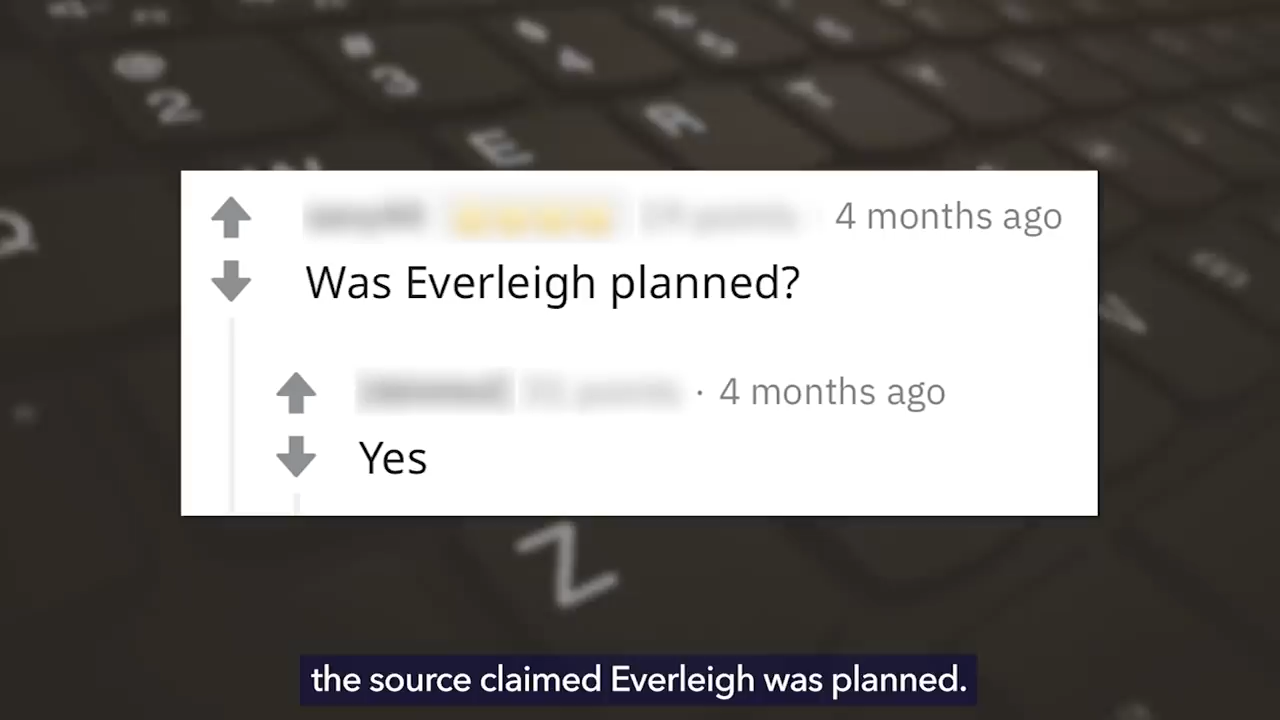 4 months ago
Was Everleigh planned?
· 4 months ago
Yes
the source claimed Everleigh was planned.